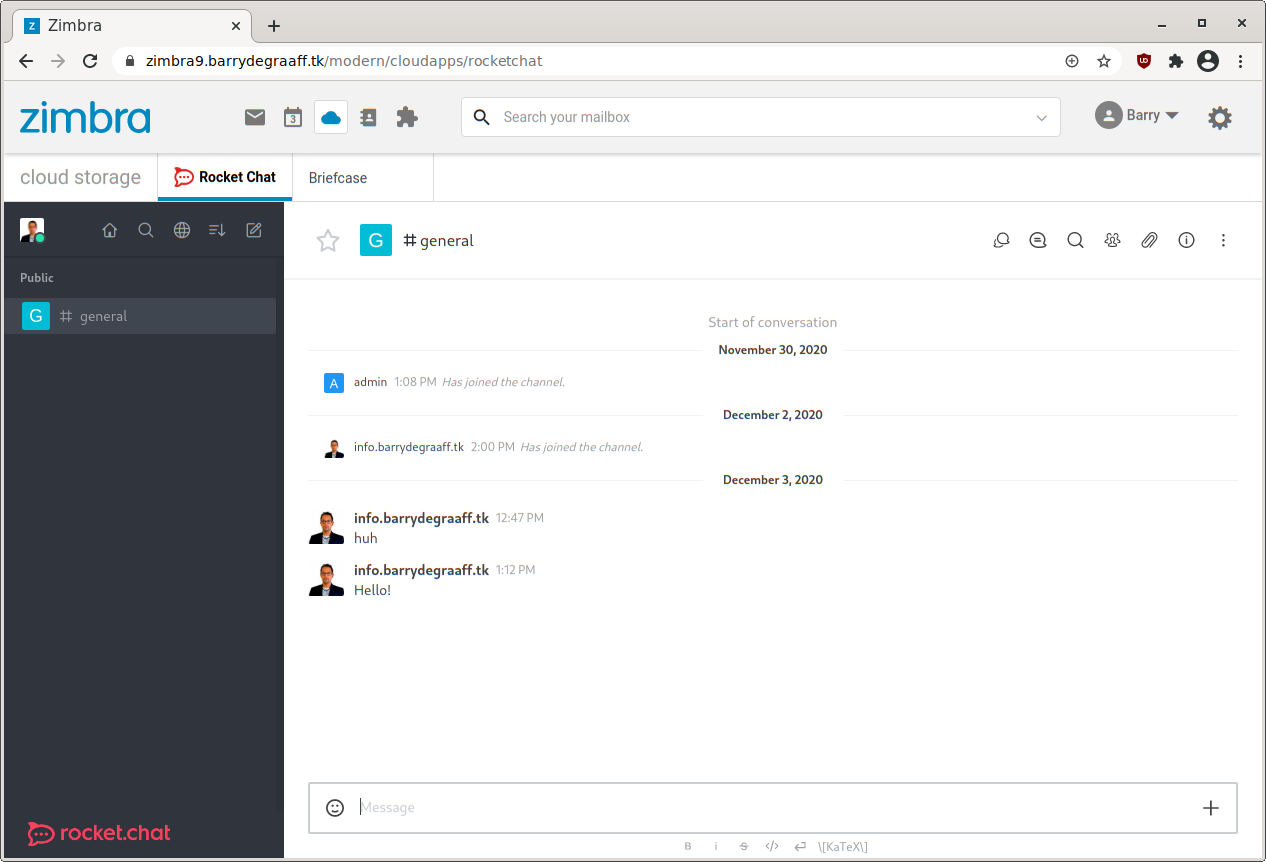 Zimbra
zimbra9.barrydegraaff.tk/modern/cloudapps/rocketchat
zimbra
3
Search your mailbox
Barry
cloud storage
Rocket Chat
Briefcase
Public
G
general
G
general
Start of conversation
November 30, 2020
A
admin 1:08 PM Has joined the channel.
December 2, 2020
info.barrydegraaff.tk 2:00 PM Has joined the channel.
December 3, 2020
info.barrydegraaff.tk 12:47 PM
huh
info.barrydegraaff.tk 1:12 PM
Hello!
Message
rocket.chat
B i S </> \[KaTeX\]